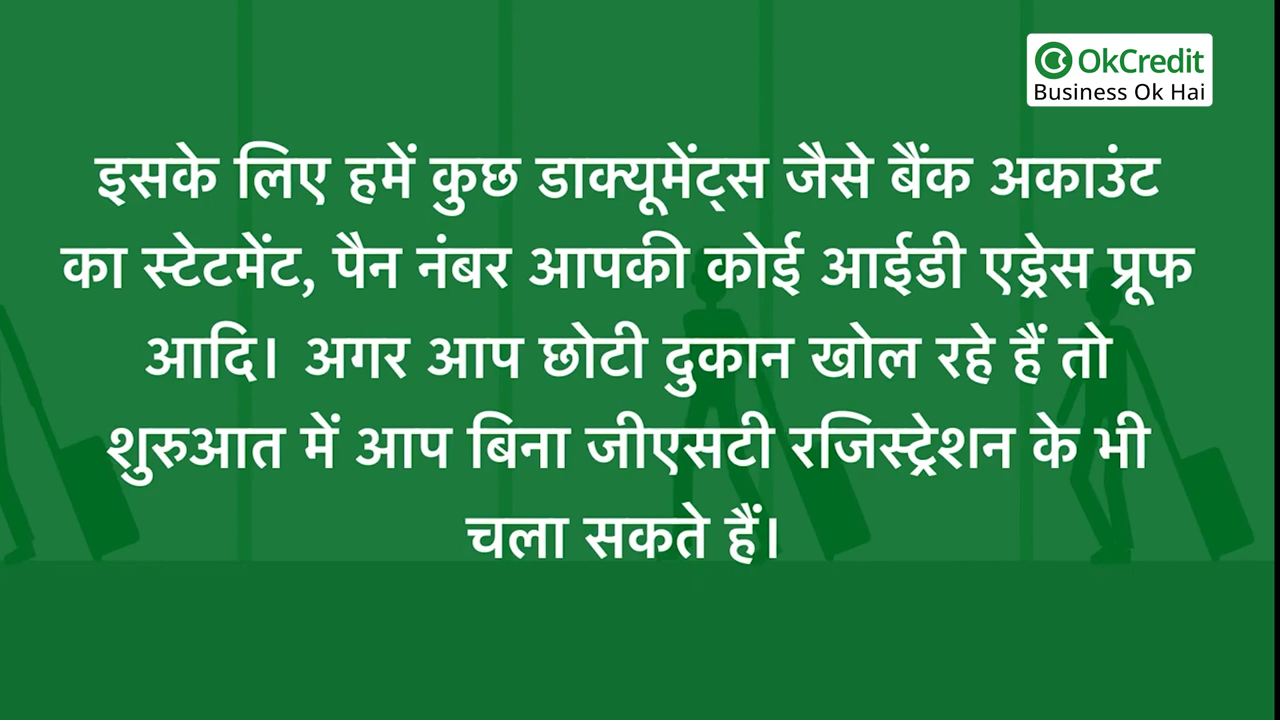 OkCredit
Business Ok Hai
इसके लिए हमें कुछ डाक्यूमेंट्स जैसे बैंक अकाउंट
का स्टेटमेंट, पैन नंबर आपकी कोई आईडी एड्रेस प्रूफ
आदि। अगर आप छोटी दुकान खोल रहे हैं तो
शुरुआत में आप बिना जीएसटी रजिस्ट्रेशन के भी
चला सकते हैं।